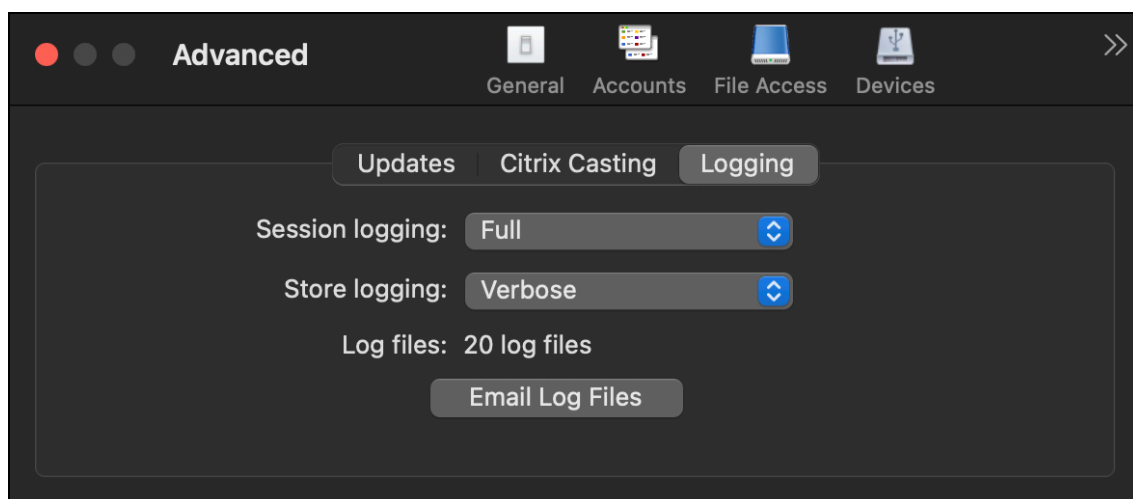 Advanced
General Accounts File Access Devices
Updates Citrix Casting Logging
Session logging: Full
Store logging: Verbose
Log files: 20 log files
Email Log Files